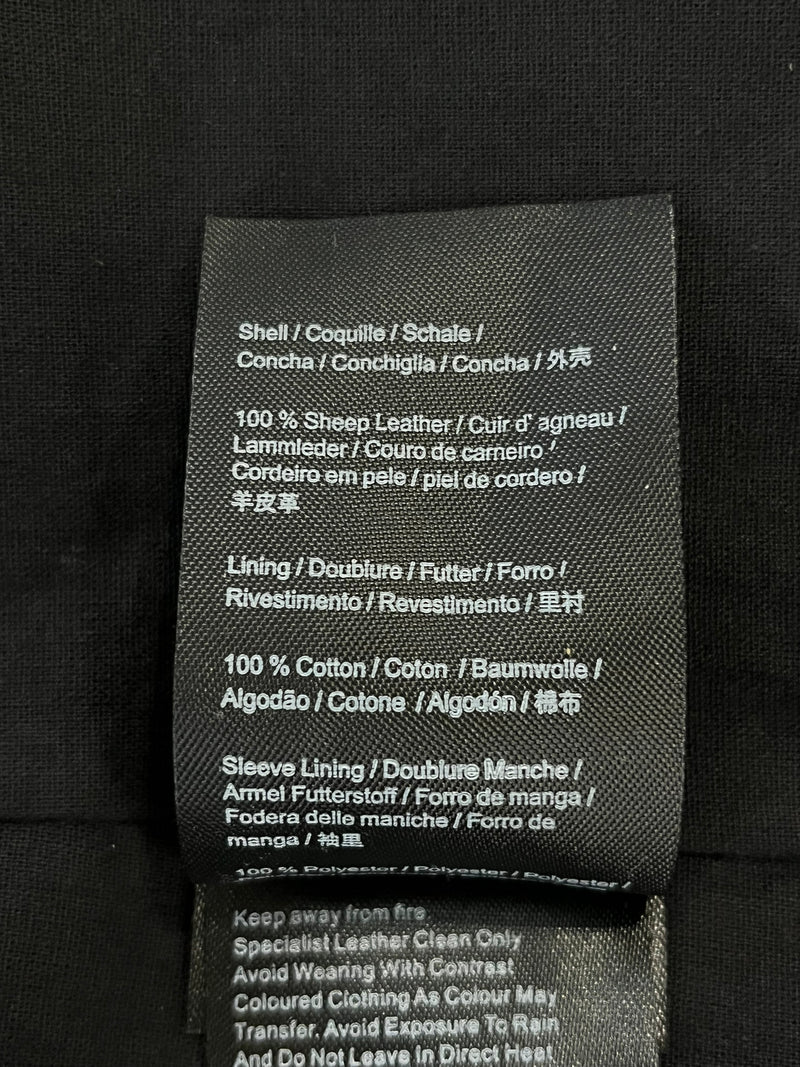 Shell / Coquille / Schale /
Concha / Conchiglia / Concha / 外壳
100 % Sheep Leather / Cuir d' agneau /
Lammleder / Couro de carneiro /
Cordeiro em pele / piel de cordero /
羊皮革
Lining / Doublure / Futter / Forro /
Rivestimento / Revestimento / 里衬
100 % Cotton / Coton / Baumwolle /
Algodão / Cotone / Algodón / 棉布
Sleeve Lining / Doublure Manche /
Armel Futterstoff / Forro de manga /
Fodera delle maniche / Forro de
manga / 袖里
100 % Polyester / Polyester / Polyester /
Keep away from fire
Specialist Leather Clean Only
Avoid Wearing With Contrast
Coloured Clothing As Colour May
Transfer. Avoid Exposure To Rain
And Do Not Leave In Direct Heat